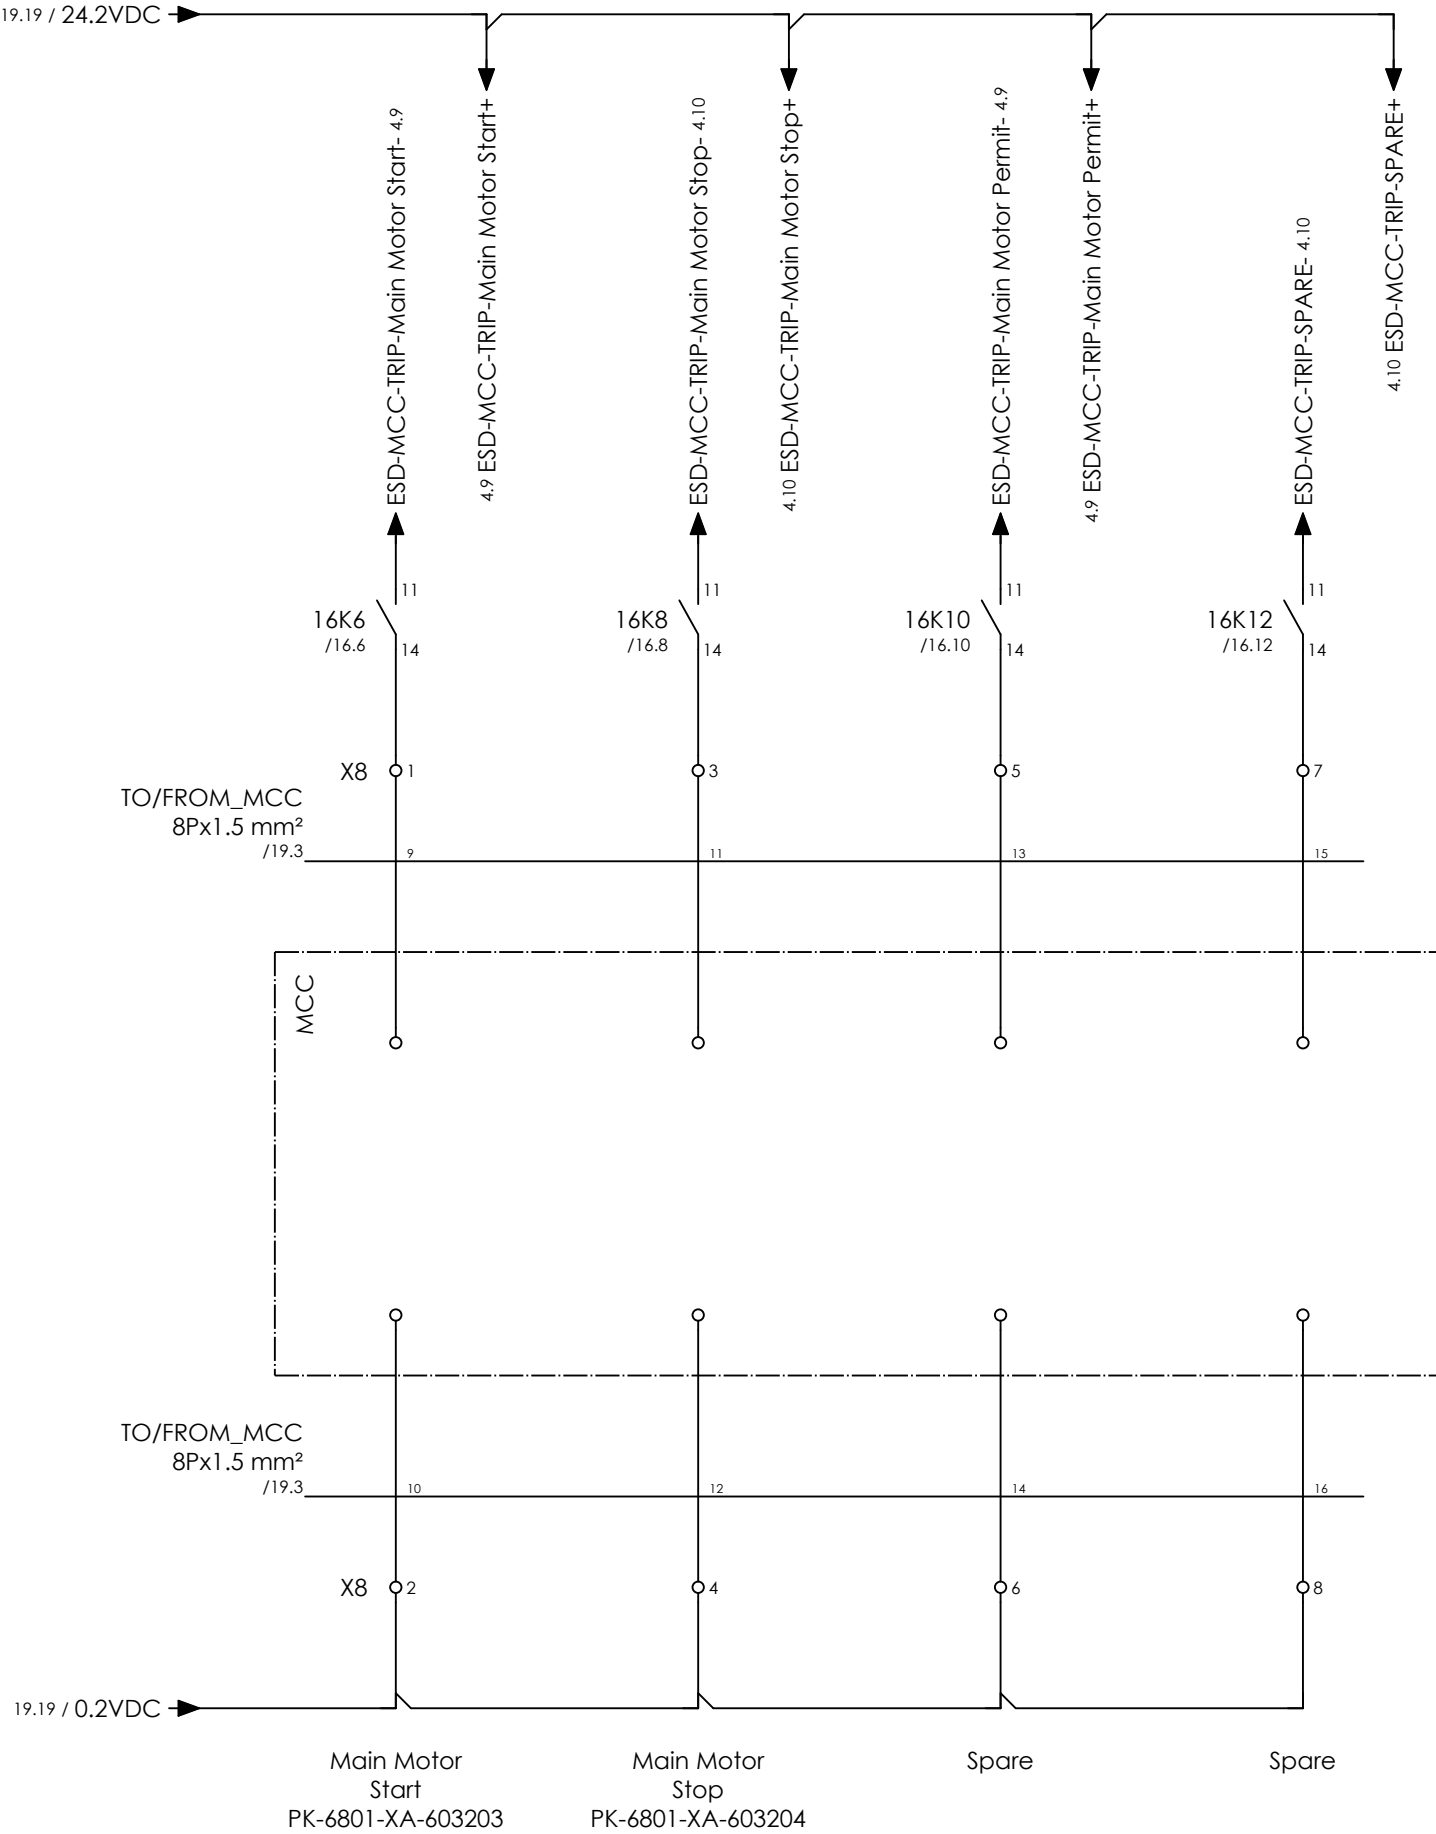 19.19 / 24.2VDC
ESD-MCC-TRIP-Main Motor Start- 4.9
4.9 ESD-MCC-TRIP-Main Motor Start+
ESD-MCC-TRIP-Main Motor Stop- 4.10
4.10 ESD-MCC-TRIP-Main Motor Stop+
ESD-MCC-TRIP-Main Motor Permit- 4.9
4.9 ESD-MCC-TRIP-Main Motor Permit+
ESD-MCC-TRIP-SPARE- 4.10
4.10 ESD-MCC-TRIP-SPARE+
11
11
11
11
16K6
16K8
16K10
16K12
/16.6
/16.8
/16.10
/16.12
14
14
14
14
X8
1
3
5
7
TO/FROM_MCC
8Px1.5 mm²
/19.3
9
11
13
15
MCC
TO/FROM_MCC
8Px1.5 mm²
/19.3
10
12
14
16
X8
2
4
6
8
19.19 / 0.2VDC
Main Motor
Start
PK-6801-XA-603203
Main Motor
Stop
PK-6801-XA-603204
Spare
Spare